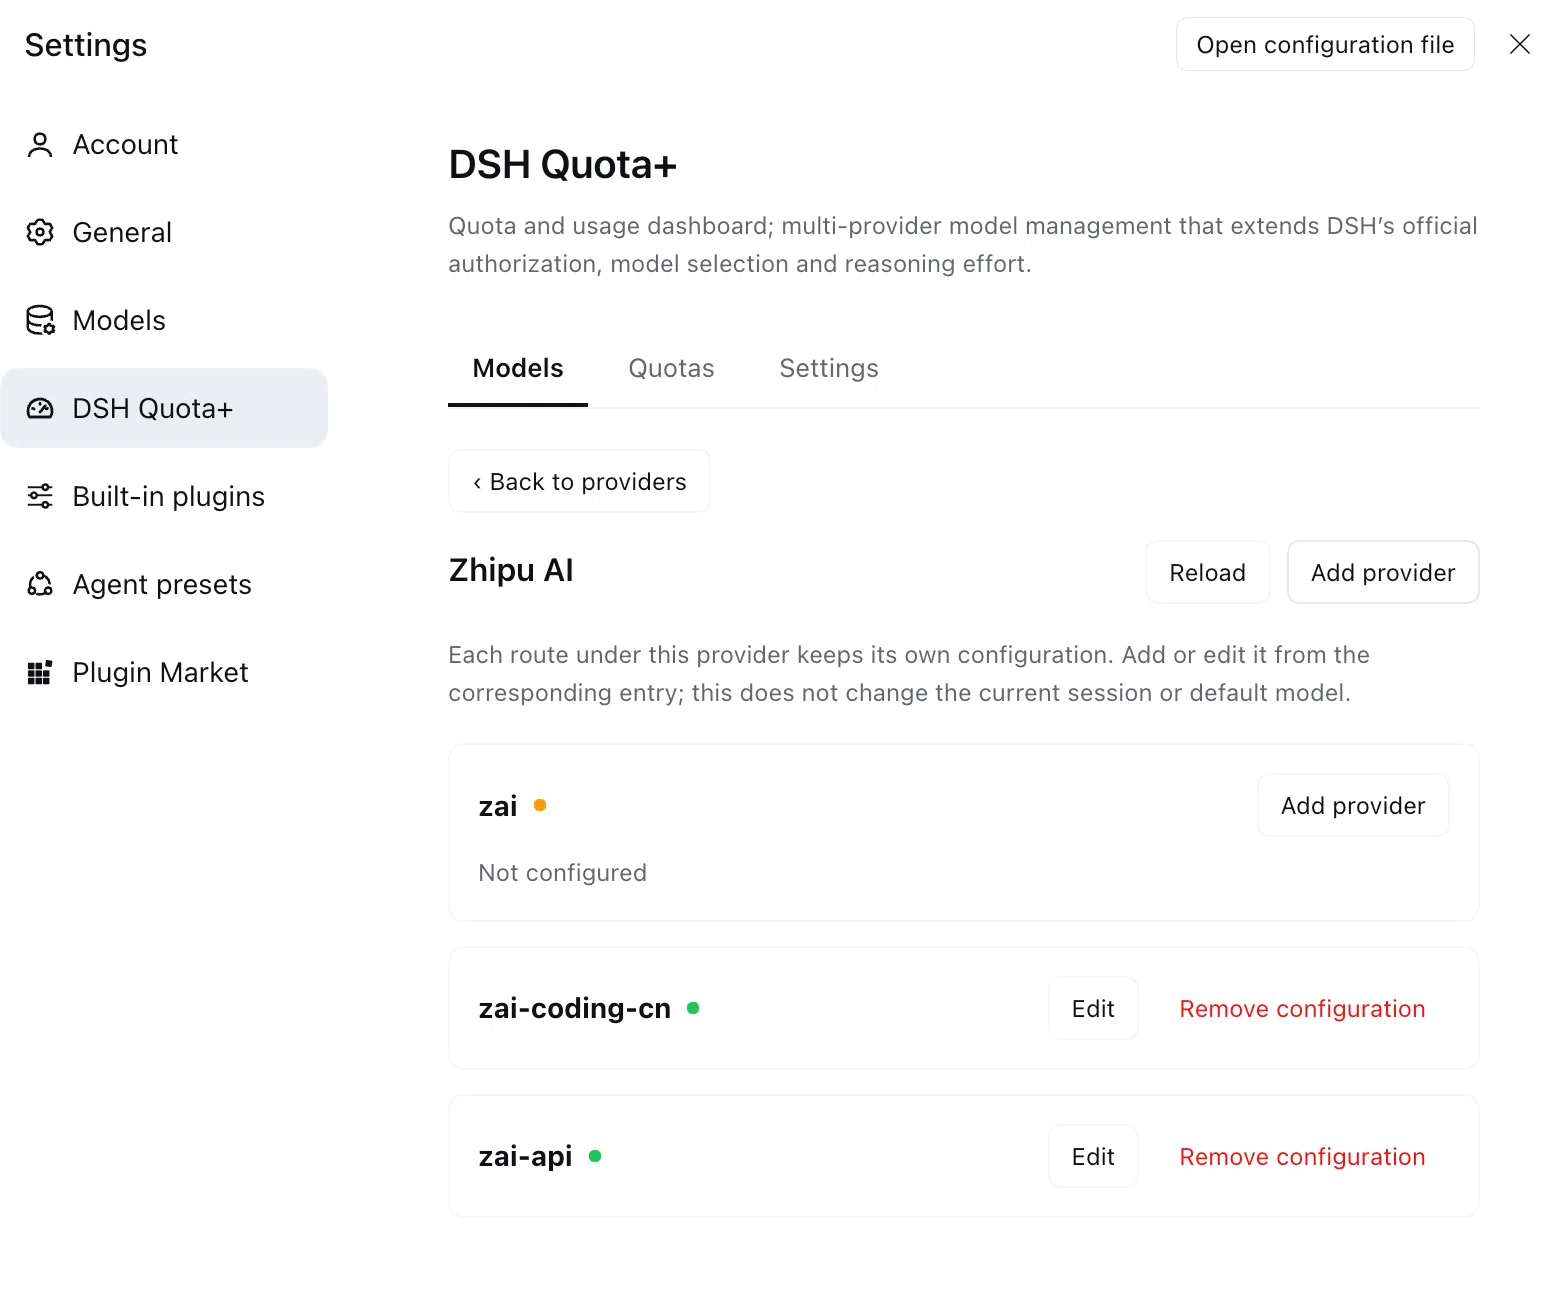 Settings
Open configuration file
Account
General
Models
DSH Quota+
Built-in plugins
Agent presets
Plugin Market
DSH Quota+
Quota and usage dashboard; multi-provider model management that extends DSH’s official
authorization, model selection and reasoning effort.
Models Quotas Settings
‹ Back to providers
Zhipu AI
Reload
Add provider
Each route under this provider keeps its own configuration. Add or edit it from the
corresponding entry; this does not change the current session or default model.
zai
Add provider
Not configured
zai-coding-cn
Edit
Remove configuration
zai-api
Edit
Remove configuration